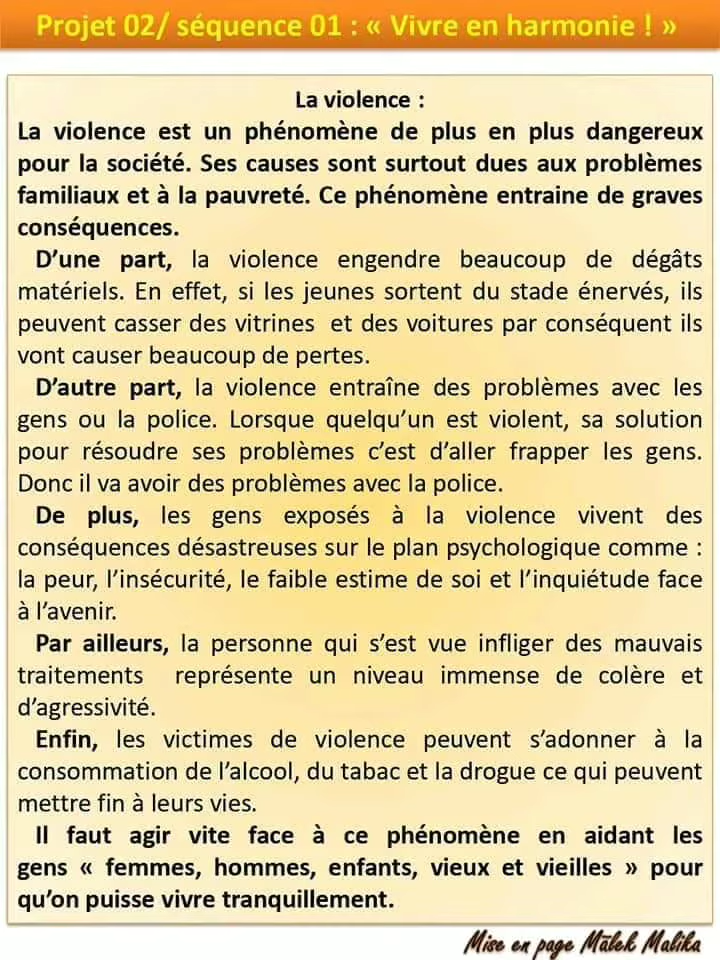 Projet 02/ séquence 01 : « Vivre en harmonie ! »
La violence :
La violence est un phénomène de plus en plus dangereux
pour la société. Ses causes sont surtout dues aux problèmes
familiaux et à la pauvreté. Ce phénomène entraine de graves
conséquences.
D'une part, la violence engendre beaucoup de dégâts
matériels. En effet, si les jeunes sortent du stade énervés, ils
peuvent casser des vitrines et des voitures par conséquent ils
vont causer beaucoup de pertes.
D'autre part, la violence entraîne des problèmes avec les
gens ou la police. Lorsque quelqu'un est violent, sa solution
pour résoudre ses problèmes c'est d'aller frapper les gens.
Donc il va avoir des problèmes avec la police.
De plus, les gens exposés à la violence vivent des
conséquences désastreuses sur le plan psychologique comme :
la peur, l'insécurité, le faible estime de soi et l'inquiétude face
à l'avenir.
Par ailleurs, la personne qui s'est vue infliger des mauvais
traitements représente un niveau immense de colère et
d'agressivité.
Enfin, les victimes de violence peuvent s'adonner à la
consommation de l'alcool, du tabac et la drogue ce qui peuvent
mettre fin à leurs vies.
Il faut agir vite face à ce phénomène en aidant les
gens « femmes, hommes, enfants, vieux et vieilles » pour
qu'on puisse vivre tranquillement.
Mise en page Mālek Malika